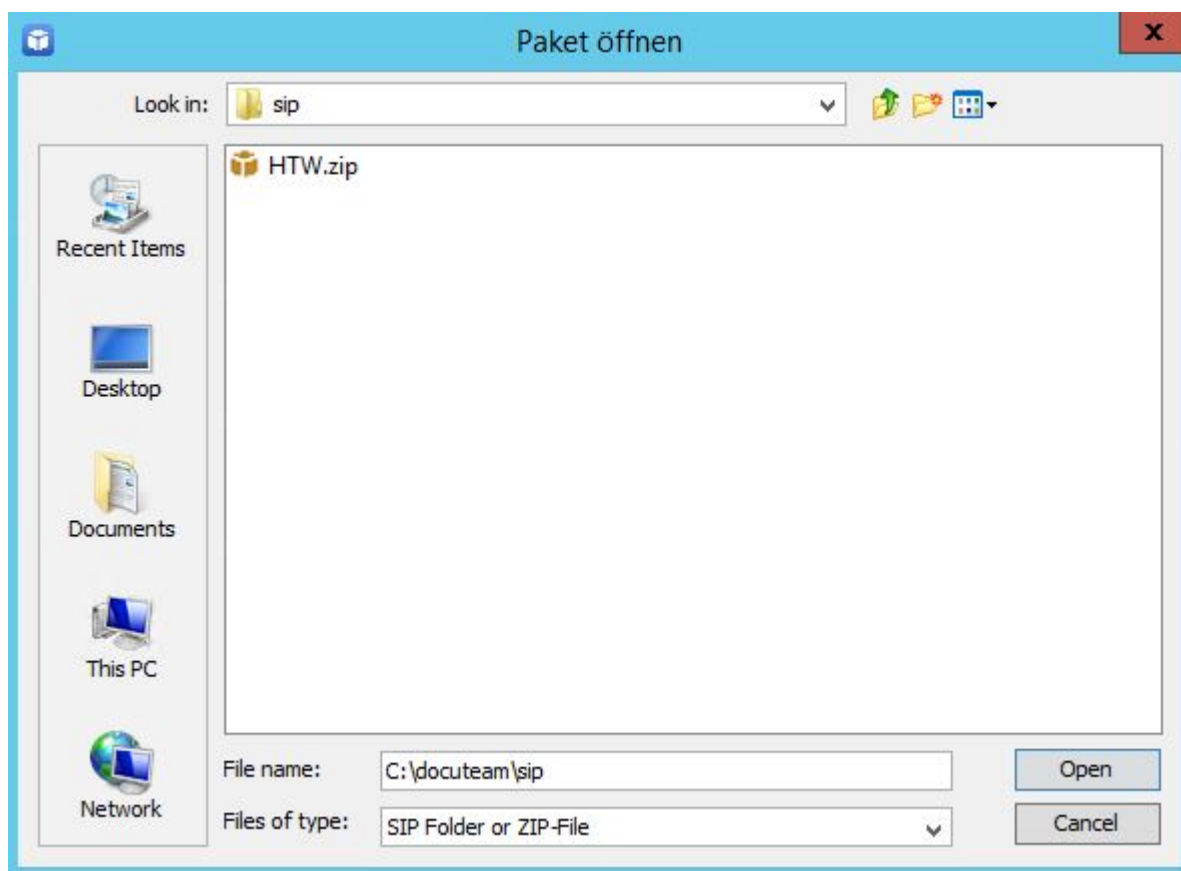 Paket öffnen
x
Look in: sip
HTW.zip
Recent Items
Desktop
Documents
This PC
Network
File name: C:\docuteam\sip Open
Files of type: SIP Folder or ZIP-File Cancel